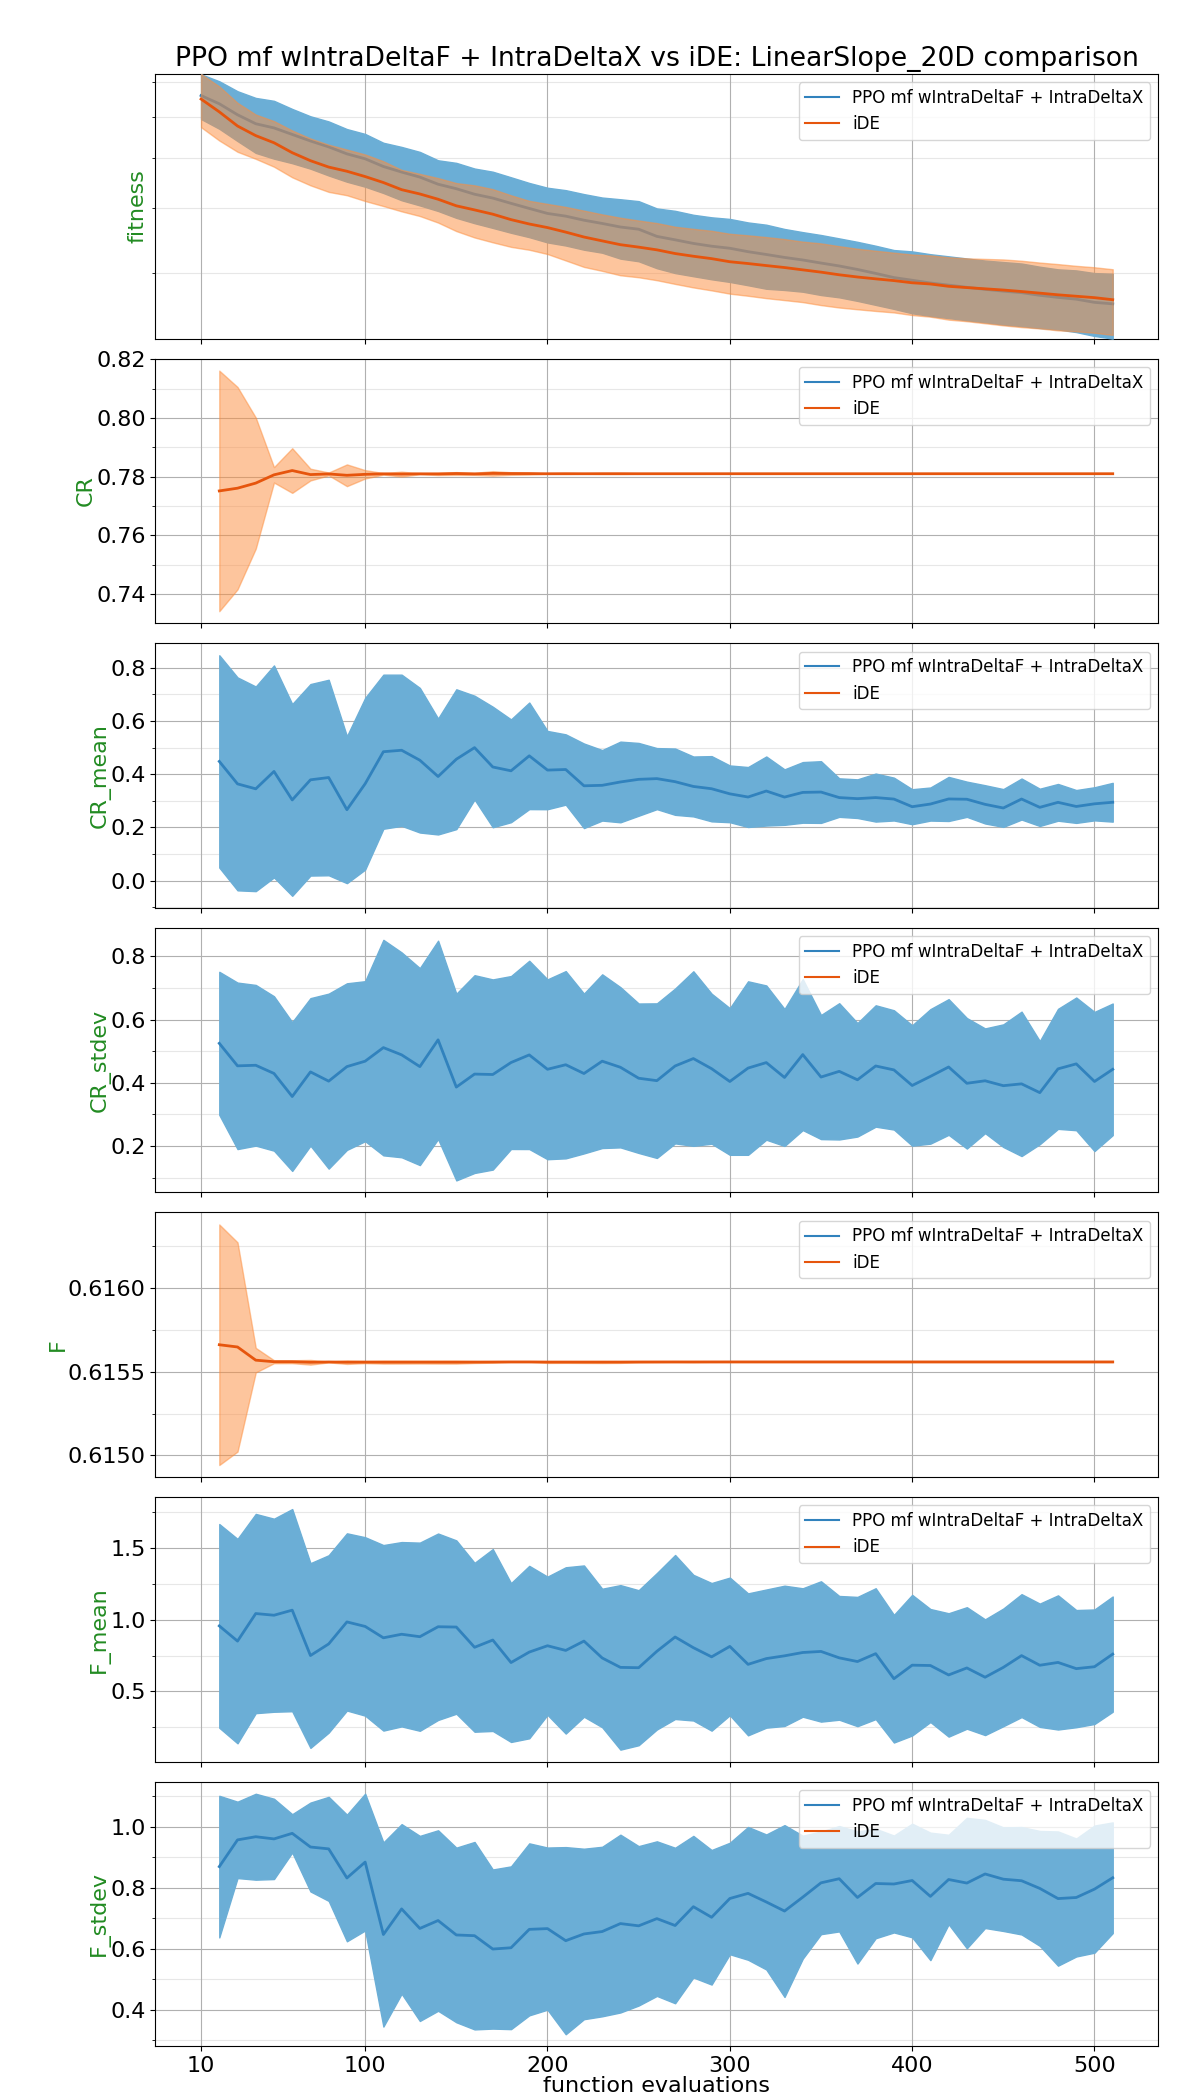 PPO mf wIntraDeltaF + IntraDeltaX vs iDE: LinearSlope_20D comparison
fitness
PPO mf wIntraDeltaF + IntraDeltaX
iDE
CR
0.82
0.80
0.78
0.76
0.74
PPO mf wIntraDeltaF + IntraDeltaX
iDE
CR_mean
0.8
0.6
0.4
0.2
0.0
PPO mf wIntraDeltaF + IntraDeltaX
iDE
CR_stdev
0.8
0.6
0.4
0.2
PPO mf wIntraDeltaF + IntraDeltaX
iDE
F
0.6160
0.6155
0.6150
PPO mf wIntraDeltaF + IntraDeltaX
iDE
F_mean
1.5
1.0
0.5
PPO mf wIntraDeltaF + IntraDeltaX
iDE
F_stdev
1.0
0.8
0.6
0.4
PPO mf wIntraDeltaF + IntraDeltaX
iDE
10 100 200 300 400 500
function evaluations